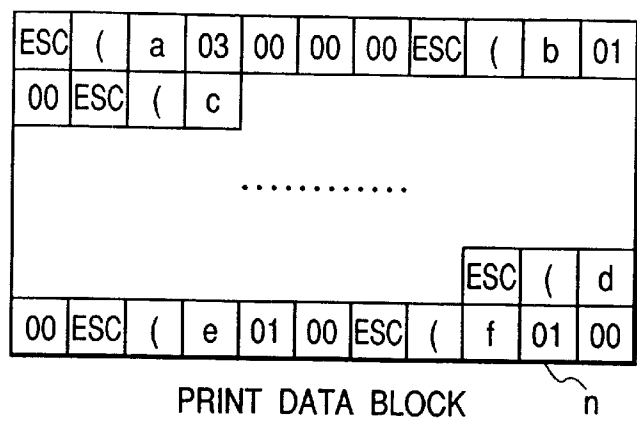 ESC ( a 03 00 00 00 ESC ( b 01
00 ESC ( c
............
ESC ( d
00 ESC ( e 01 00 ESC ( f 01 00
PRINT DATA BLOCK n